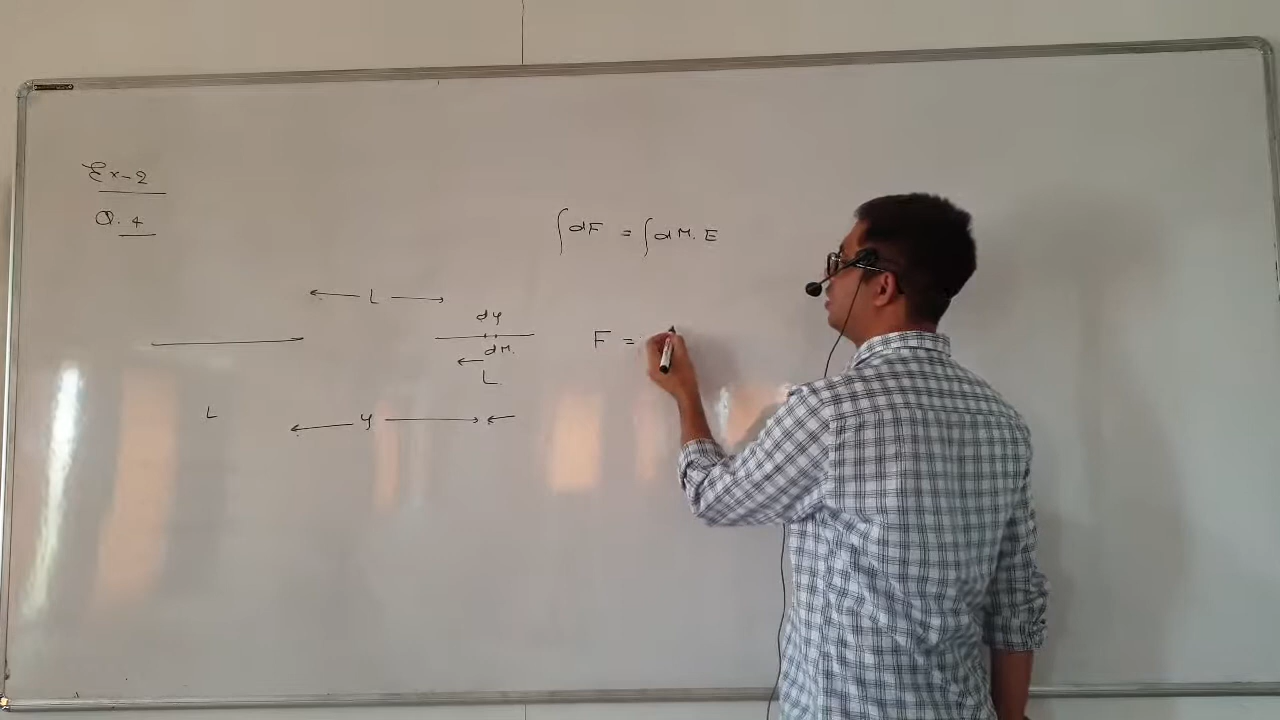 Ex-2
Q. 4
∫dF = ∫dM. E
L
dy
F =
dM.
L
L
y